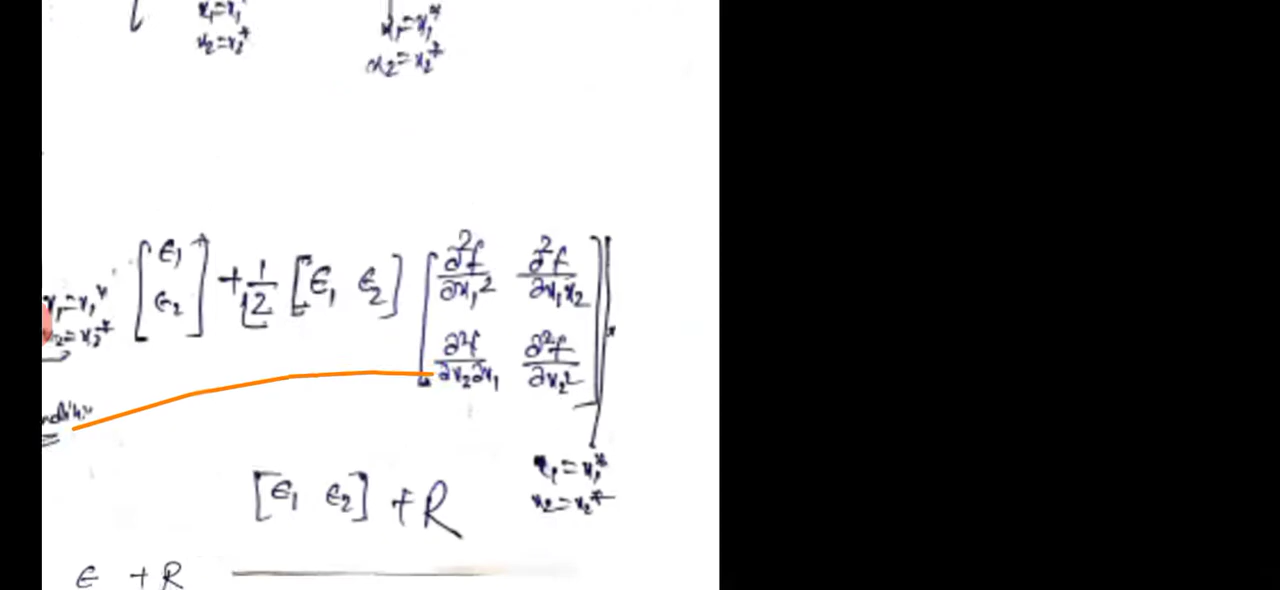 x₁=x₁*
x₂=x₂* x₁=x₁*
x₂=x₂*
x₁=x₁* x₂=x₂* [ϵ₁ ϵ₂] + 1/2 [ϵ₁ ϵ₂] [∂²f/∂x₁² ∂²f/∂x₁x₂
∂²f/∂x₂∂x₁ ∂²f/∂x₂²]
x₁=x₁*
[ϵ₁ ϵ₂] + R x₂=x₂*
ϵ + R